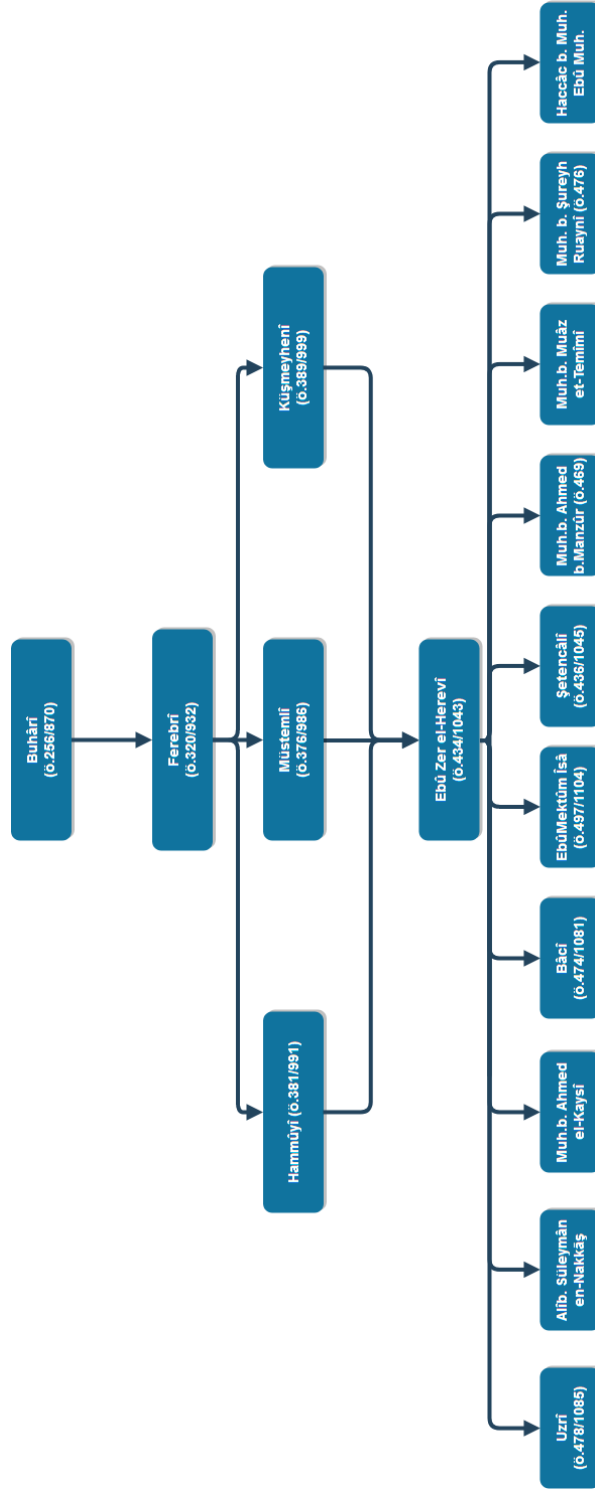 Buhârî
(ö.256/870)
Ferebrî
(ö.320/932)
Hammûyî (ö.381/991)
Müstemlî
(ö.376/986)
Küşmeyhenî
(ö.389/999)
Ebû Zer el-Herevî
(ö.434/1043)
Uzrî
(ö.478/1085)
Alîb. Süleymân
en-Nakkâş
Muh.b. Ahmed
el-Kaysî
Bâcî
(ö.474/1081)
EbûMektûm Îsâ
(ö.497/1104)
Şetencâlî
(ö.436/1045)
Muh.b. Ahmed
b.Manzûr (ö.469)
Muh.b. Muâz
et-Temîmî
Muh. b. Şureyh
Ruaynî (ö.476)
Haccâc b. Muh.
Ebû Muh.